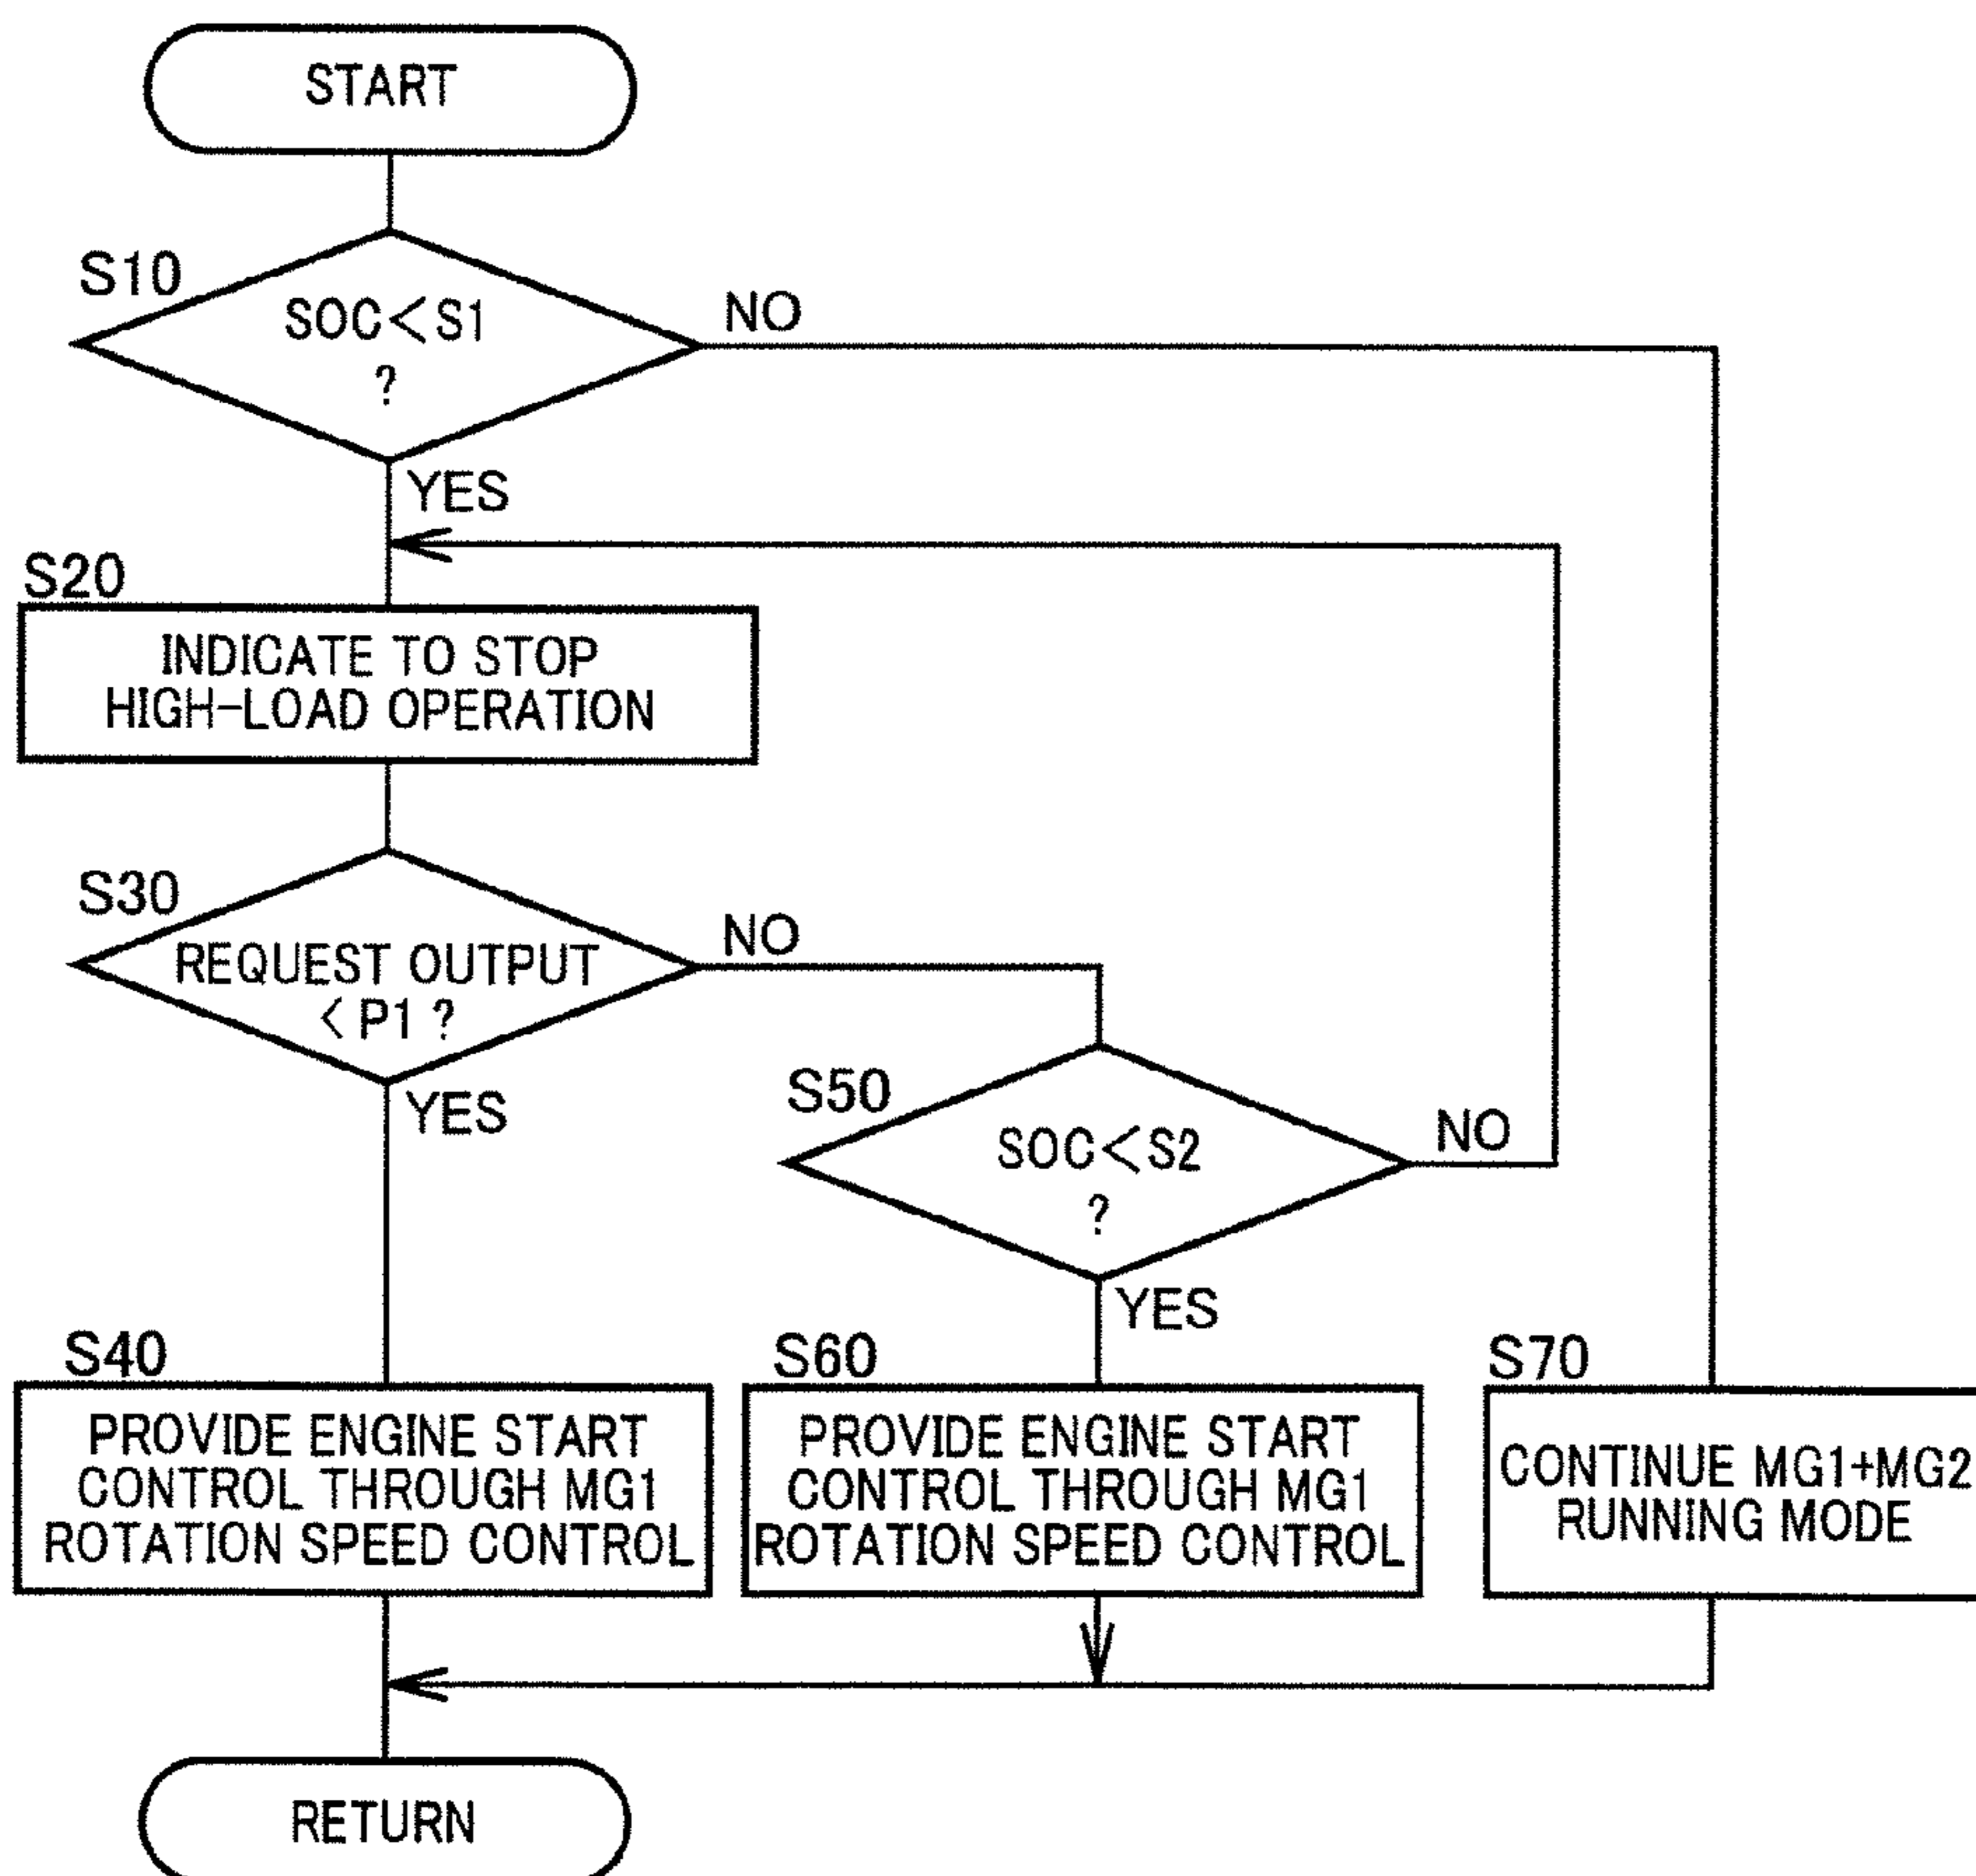 START
S10
SOC<S1
?
NO
YES
S20
INDICATE TO STOP
HIGH-LOAD OPERATION
S30
REQUEST OUTPUT
<P1 ?
NO
YES
S50
SOC<S2
?
NO
YES
S40
PROVIDE ENGINE START
CONTROL THROUGH MG1
ROTATION SPEED CONTROL
S60
PROVIDE ENGINE START
CONTROL THROUGH MG1
ROTATION SPEED CONTROL
S70
CONTINUE MG1+MG2
RUNNING MODE
RETURN